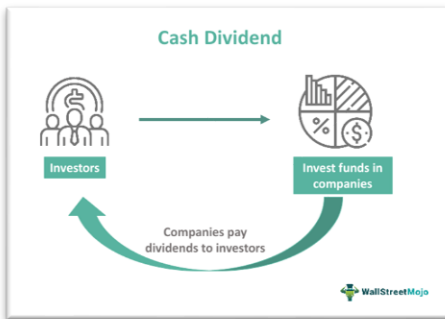 Cash Dividend
Investors
Invest funds in
companies
Companies pay
dividends to investors
WallStreetMojo